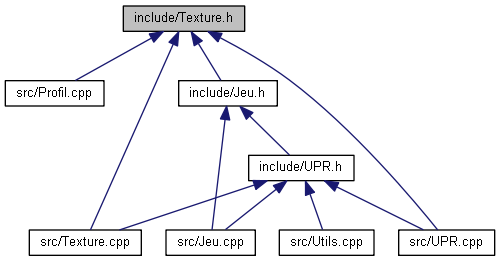 include/Texture.h
src/Profil.cpp
include/Jeu.h
include/UPR.h
src/Texture.cpp
src/Jeu.cpp
src/Utils.cpp
src/UPR.cpp